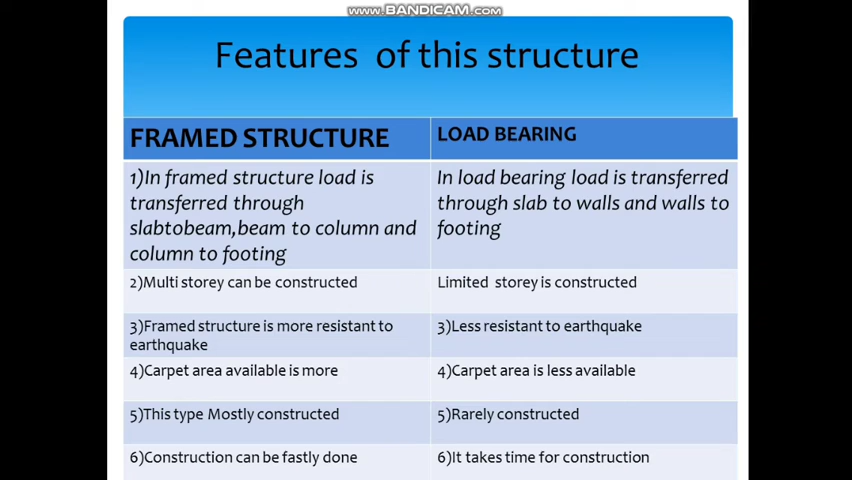 www.BANDICAM.com
Features of this structure
FRAMED STRUCTURE
LOAD BEARING
1)In framed structure load is
transferred through
slabtobeam,beam to column and
column to footing
In load bearing load is transferred
through slab to walls and walls to
footing
2)Multi storey can be constructed
Limited storey is constructed
3)Framed structure is more resistant to
earthquake
3)Less resistant to earthquake
4)Carpet area available is more
4)Carpet area is less available
5)This type Mostly constructed
5)Rarely constructed
6)Construction can be fastly done
6)It takes time for construction